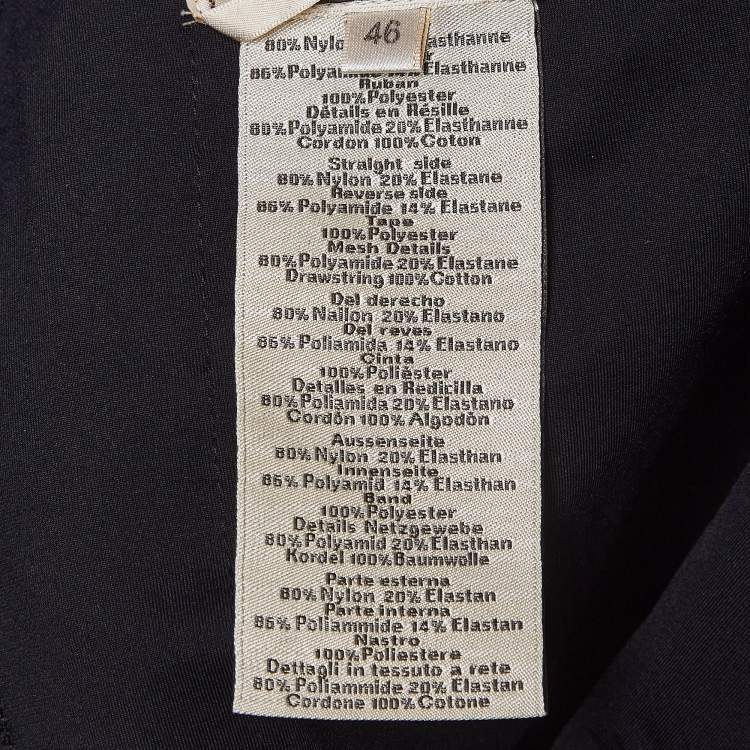 46
80% Nylo asthanne
r
86%Polya 14% Elasthanne
Ruban
100%Polyester
Détails en Résille
80%Polyamide 20%Elasthanne
Cordon 100%Coton
Straight side
80% Nylon 20% Elastane
Reverse side
86% Polyamide 14% Elastane
Tape
100%Polyester
Mesh Details
80%Polyamide 20%Elastane
Drawstring 100%Cotton
Del derecho
80% Nailon 20% Elastano
Del reves
86% Poliamida 14% Elastano
Cinta
100%Poliéster
Detalles en Redicilla
80% Poliamida 20%Elastano
Cordón 100% Algodón
Aussenseite
80% Nylon 20% Elasthan
Innenseite
86% Polyamid 14% Elasthan
Band
100%Polyester
Details Netzgewebe
80% Polyamid 20% Elasthan
Kordel 100%Baumwolle
Parte esterna
80% Nylon 20% Elastan
Parte interna
86% Poliammide 14% Elastan
Nastro
100%Poliestere
Dettagli in tessuto a rete
80% Poliammide 20% Elastan
Cordone 100% Cotone